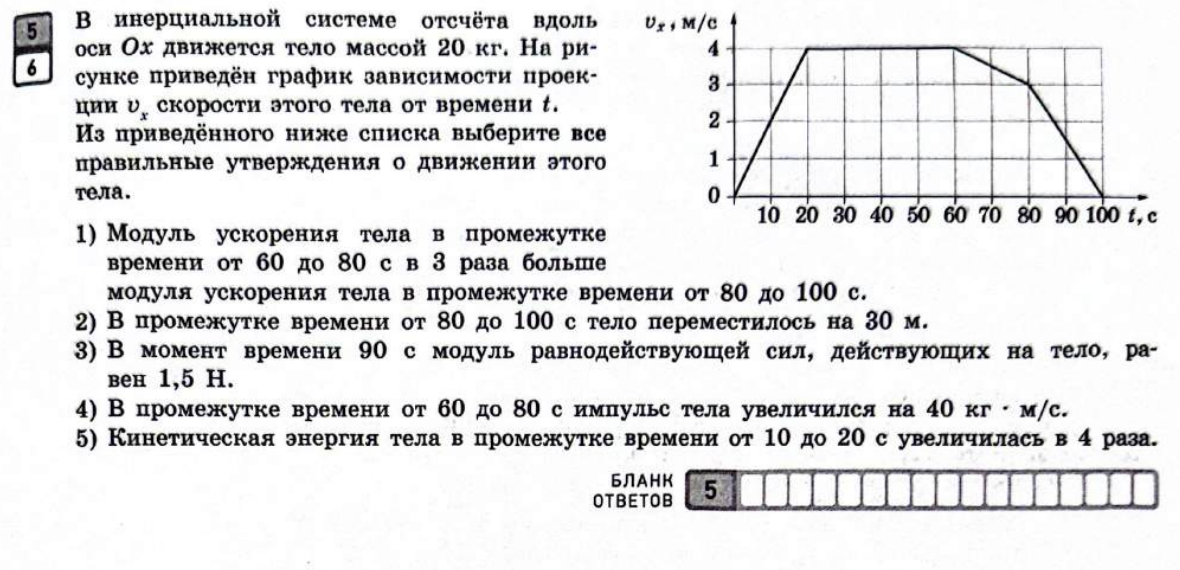 5
6
В инерциальной системе отсчёта вдоль
оси Ox движется тело массой 20 кг. На ри-
сунке приведён график зависимости проек-
ции υₓ скорости этого тела от времени t.
Из приведённого ниже списка выберите все
правильные утверждения о движении этого
тела.
υₓ, м/с
4
3
2
1
0
10 20 30 40 50 60 70 80 90 100 t, с
1) Модуль ускорения тела в промежутке
времени от 60 до 80 с в 3 раза больше
модуля ускорения тела в промежутке времени от 80 до 100 с.
2) В промежутке времени от 80 до 100 с тело переместилось на 30 м.
3) В момент времени 90 с модуль равнодействующей сил, действующих на тело, ра-
вен 1,5 Н.
4) В промежутке времени от 60 до 80 с импульс тела увеличился на 40 кг · м/с.
5) Кинетическая энергия тела в промежутке времени от 10 до 20 с увеличилась в 4 раза.
БЛАНК
ОТВЕТОВ
5